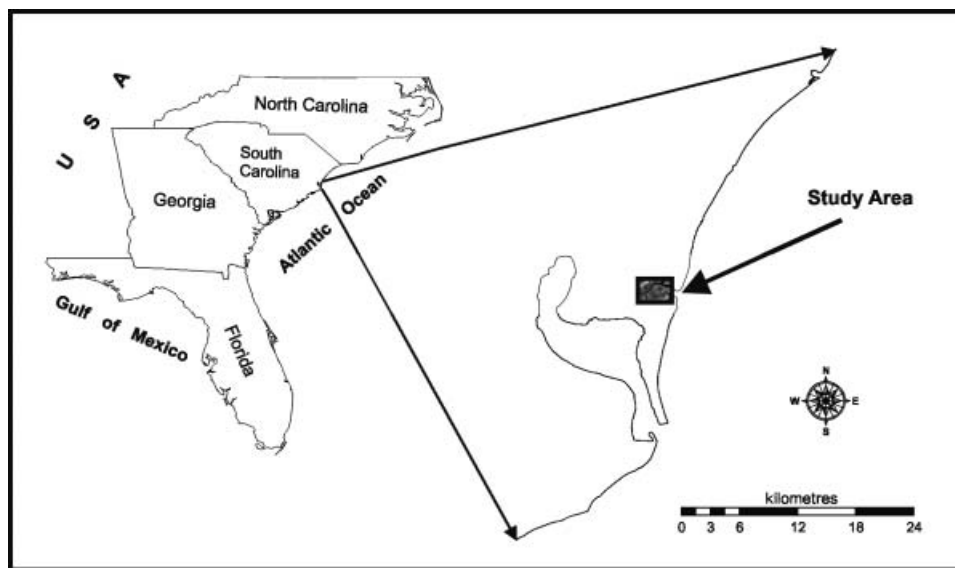 U S A
North Carolina
South
Carolina
Georgia
Atlantic Ocean
Study Area
Gulf of Mexico
Florida
N
W E
S
kilometres
0 3 6 12 18 24